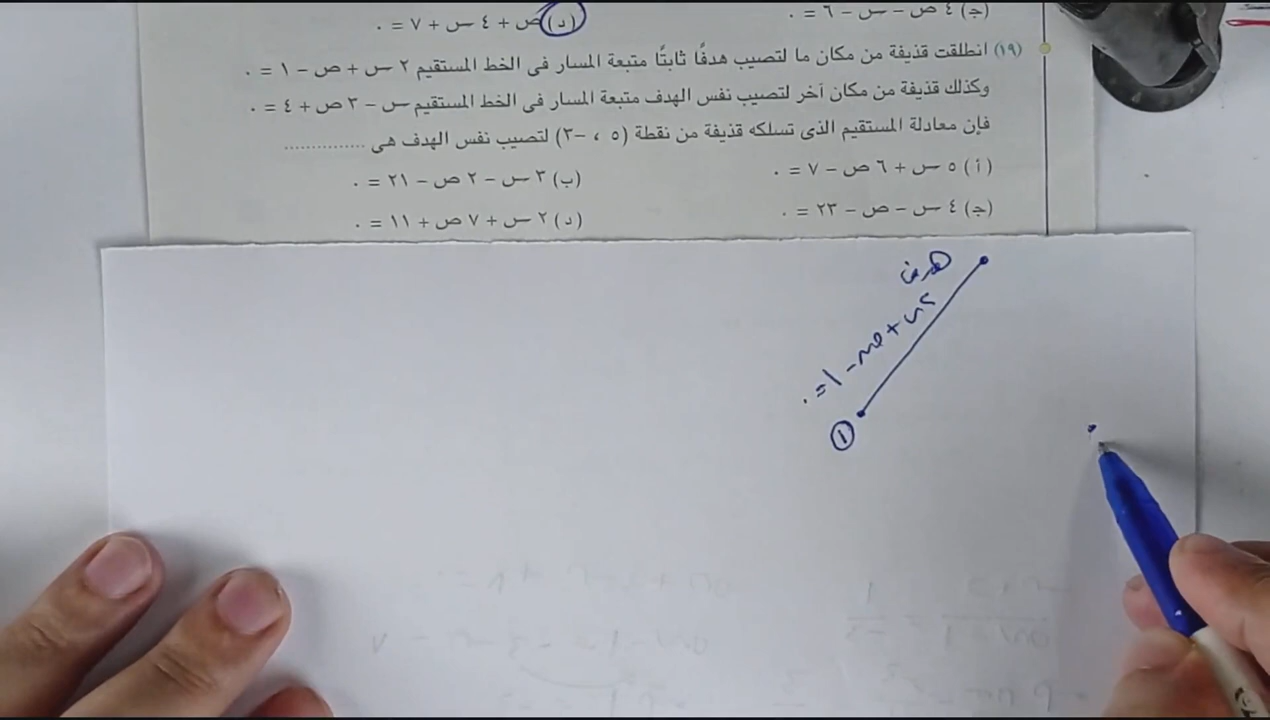 (ج) ٤ ص - س - ٦ = ٠
(د) ص + ٤ س + ٧ = ٠
(١٩) انطلقت قذيفة من مكان ما لتصيب هدفًا ثابتًا متبعة المسار فى الخط المستقيم ٢ س + ص - ١ = ٠
وكذلك قذيفة من مكان آخر لتصيب نفس الهدف متبعة المسار فى الخط المستقيم س - ٣ ص + ٤ = ٠
فإن معادلة المستقيم الذى تسلكه قذيفة من نقطة (٥ ، -٣) لتصيب نفس الهدف هى ...............
(أ) ٥ س + ٦ ص - ٧ = ٠
(ب) ٣ س - ٢ ص - ٢١ = ٠
(ج) ٤ س - ص - ٢٣ = ٠
(د) ٢ س + ٧ ص + ١١ = ٠
هدف
٢س + ص - ١ = ٠
١